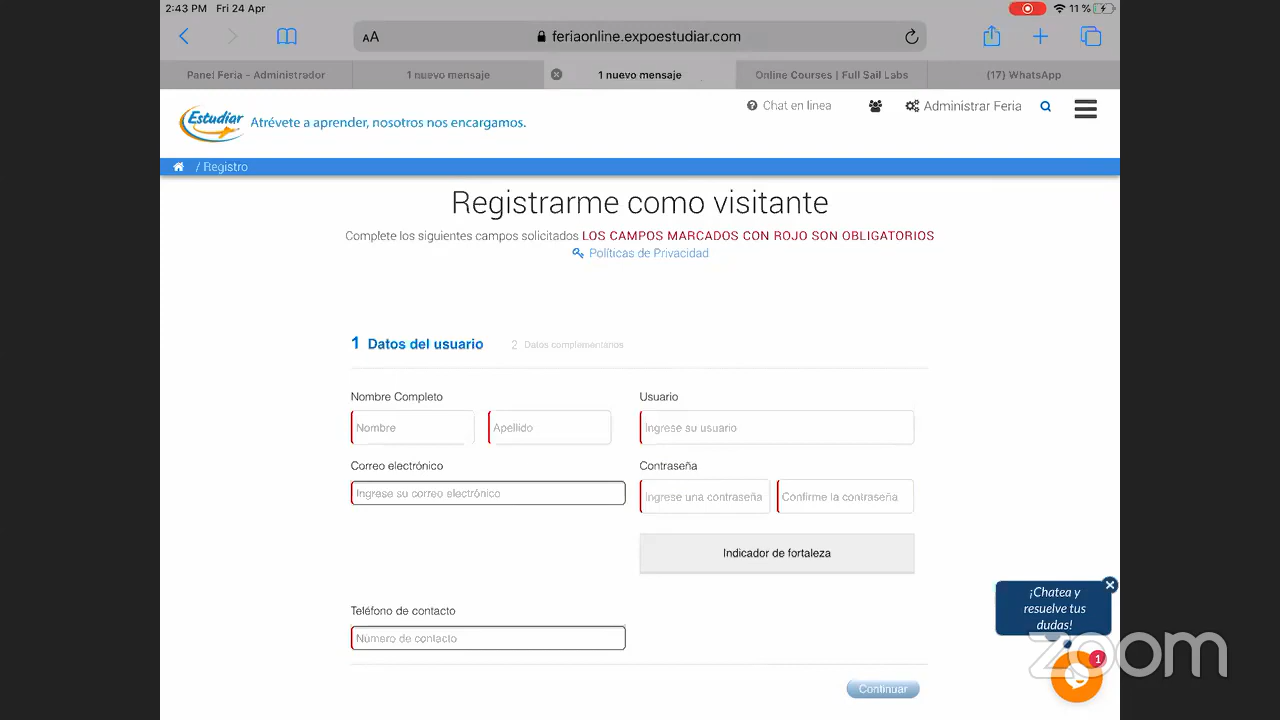 2:43 PM Fri 24 Apr 11 %
AA feriaonline.expoestudiar.com
Panel Feria - Administrador 1 nuevo mensaje 1 nuevo mensaje Online Courses | Full Sail Labs (17) WhatsApp
Estudiar Atrévete a aprender, nosotros nos encargamos. Chat en línea Administrar Feria
/ Registro
Registrarme como visitante
Complete los siguientes campos solicitados LOS CAMPOS MARCADOS CON ROJO SON OBLIGATORIOS
Políticas de Privacidad
1 Datos del usuario 2 Datos complementarios
Nombre Completo Usuario
Nombre Apellido Ingrese su usuario
Correo electrónico Contraseña
Ingrese su correo electrónico Ingrese una contraseña Confirme la contraseña
Indicador de fortaleza
¡Chatea y
resuelve tus
dudas!
Teléfono de contacto
Número de contacto
zoom
1
Continuar